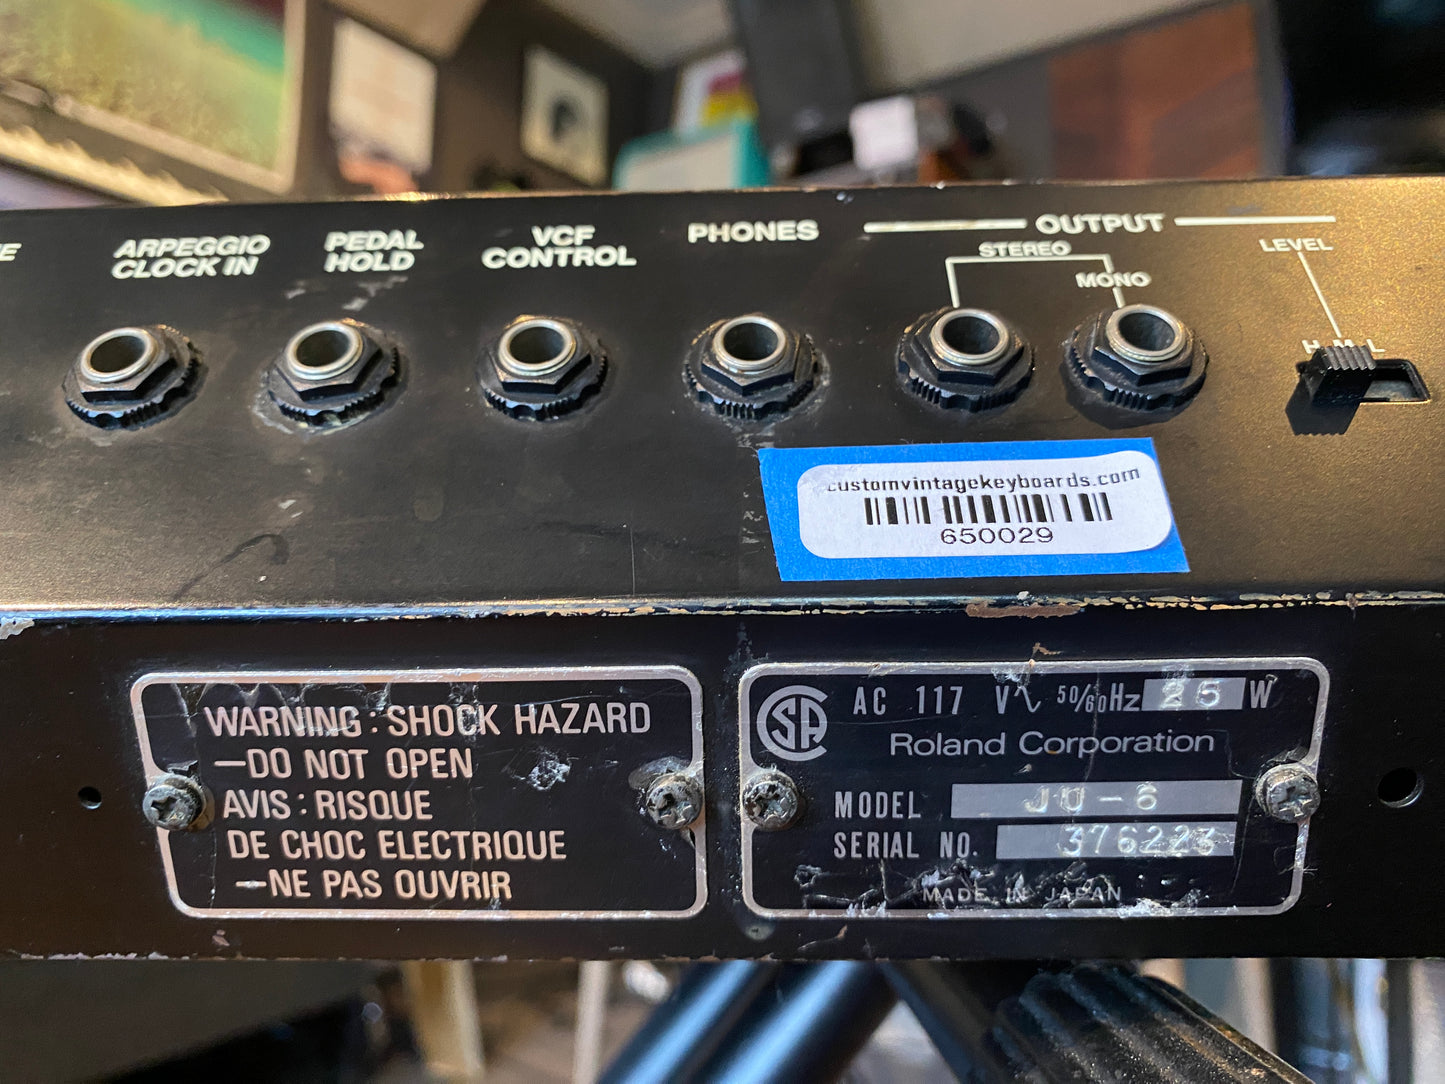 E
ARPEGGIO
CLOCK IN
PEDAL
HOLD
VCF
CONTROL
PHONES
OUTPUT
STEREO
MONO
LEVEL
H M L
customvintagekeyboards.com
650029
WARNING : SHOCK HAZARD
—DO NOT OPEN
AVIS : RISQUE
DE CHOC ELECTRIQUE
—NE PAS OUVRIR
SA AC 117 V 50/60Hz 25 W
Roland Corporation
MODEL JU-6
SERIAL NO. 376223
MADE IN JAPAN